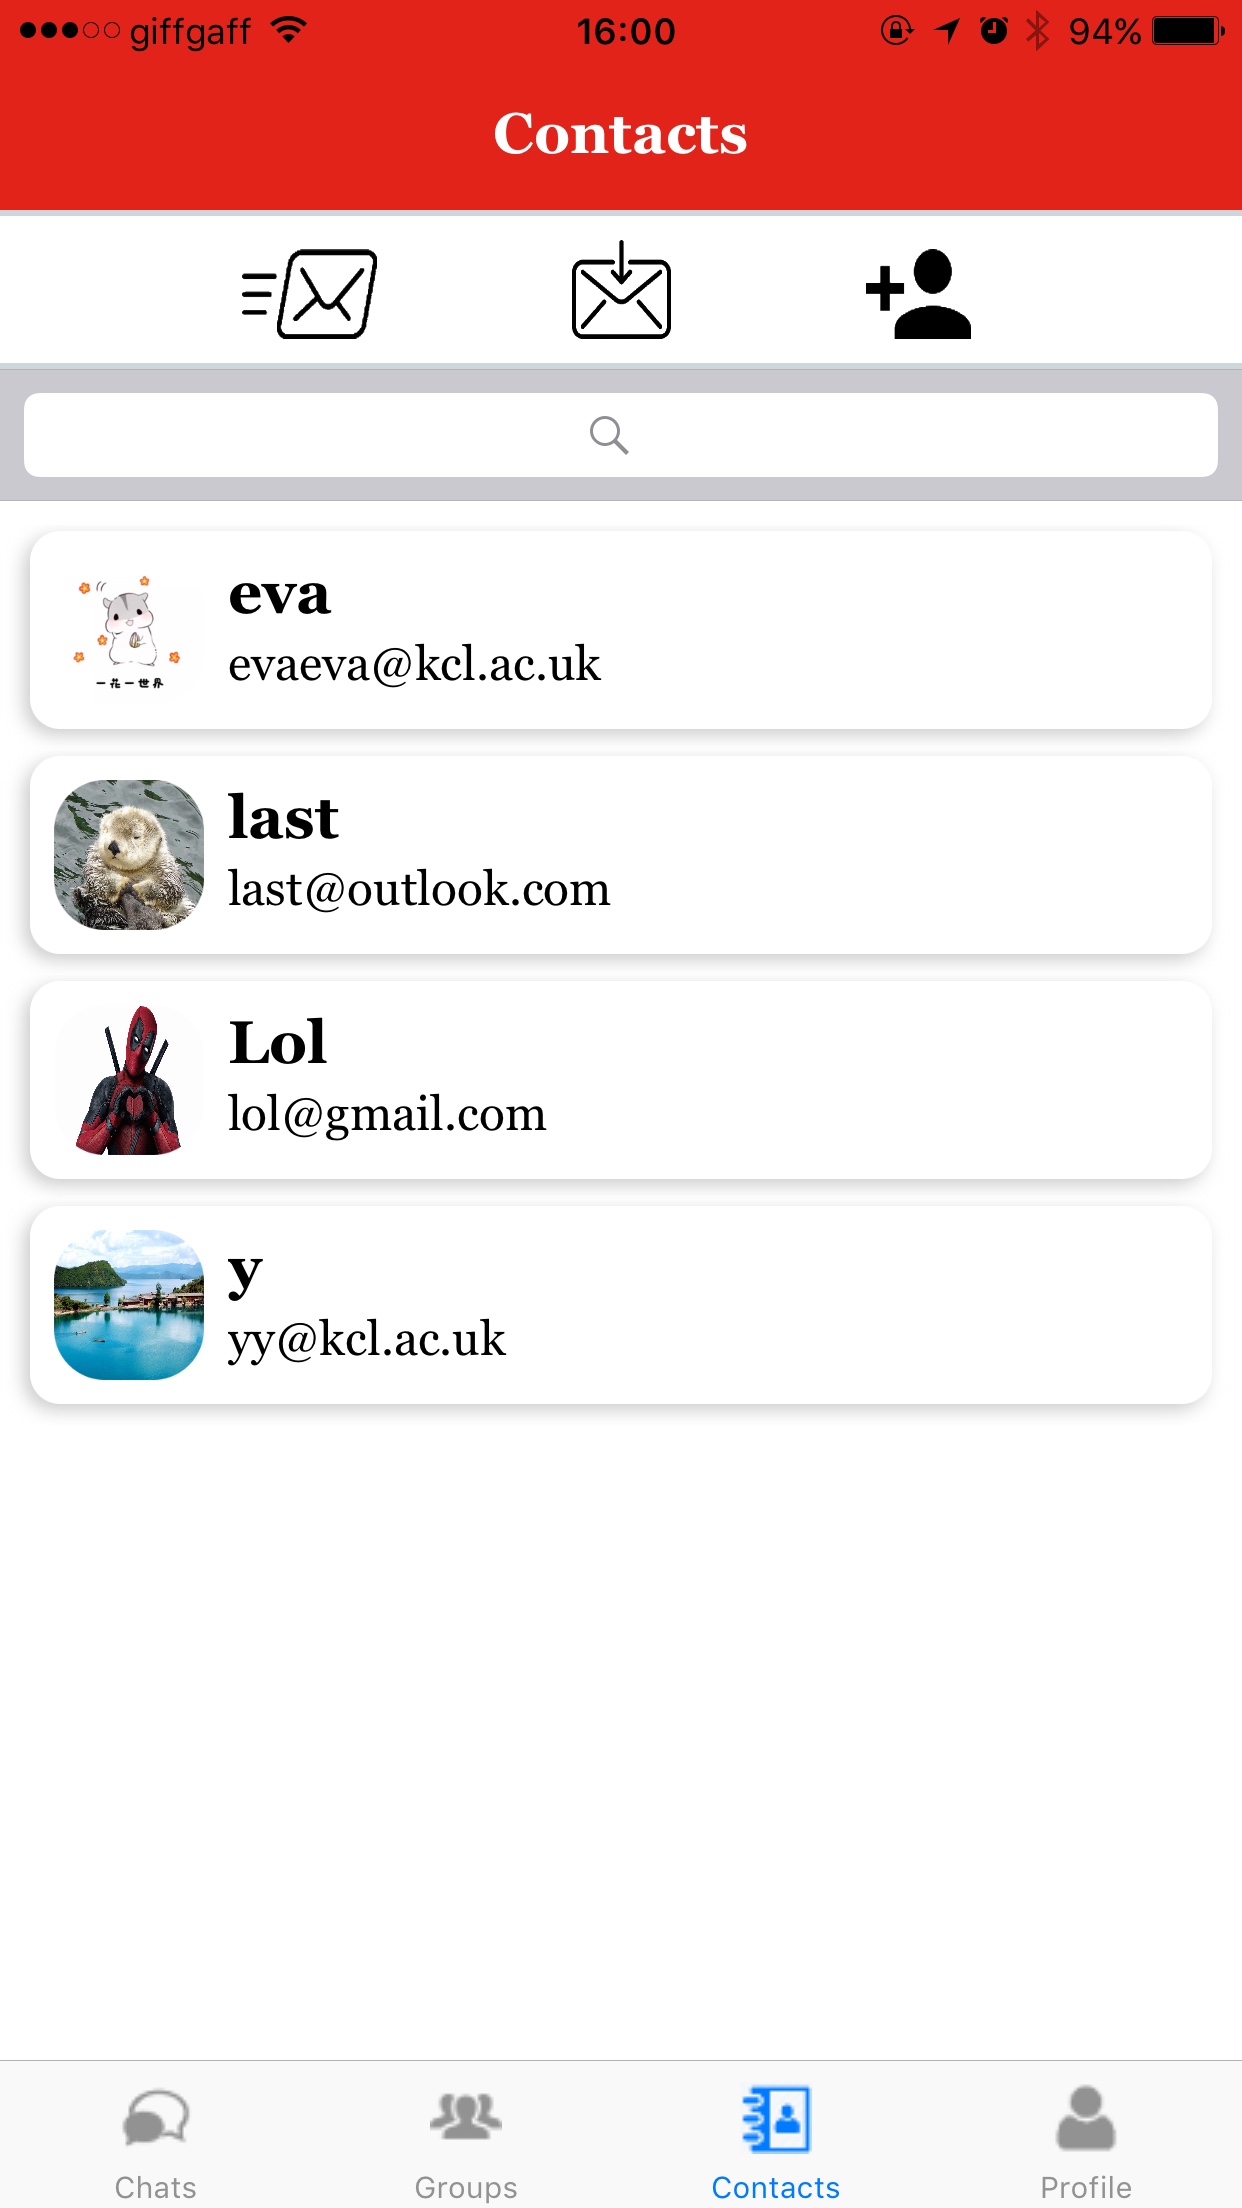 giffgaff 16:00 94%
Contacts
eva
evaeva@kcl.ac.uk
一花一世界
last
last@outlook.com
Lol
lol@gmail.com
y
yy@kcl.ac.uk
Chats Groups Contacts Profile